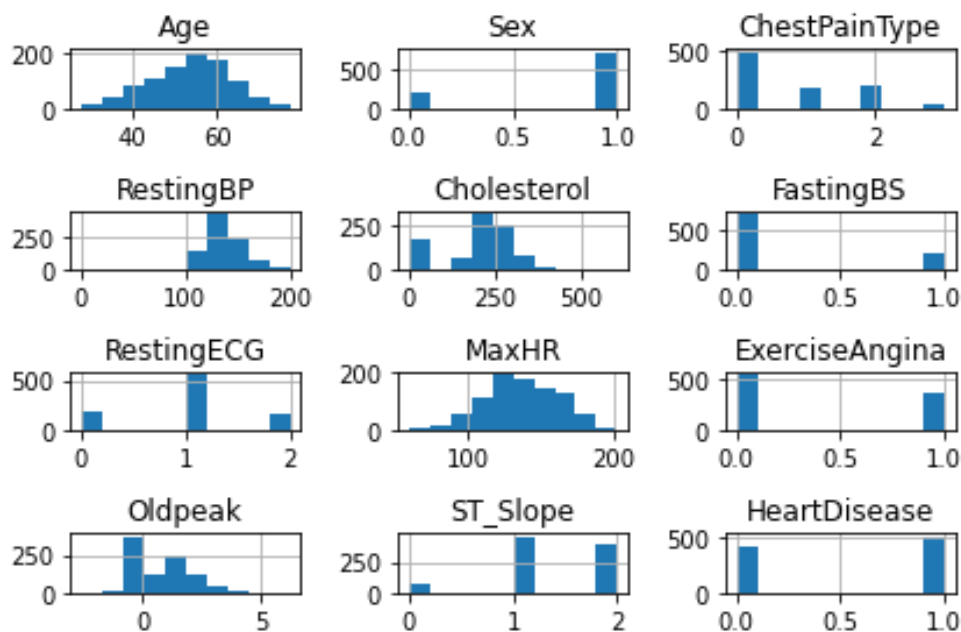 Age Sex ChestPainType
200 500 500
0 0 0
40 60 0.0 0.5 1.0 0 2
RestingBP Cholesterol FastingBS
250 250 500
0 0 0
0 100 200 0 250 500 0.0 0.5 1.0
RestingECG MaxHR ExerciseAngina
500 200 500
0 0 0
0 1 2 100 200 0.0 0.5 1.0
Oldpeak ST_Slope HeartDisease
250 250 500
0 0 0
0 5 0 1 2 0.0 0.5 1.0